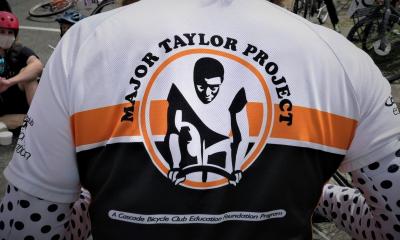 MAJOR TAYLOR PROJECT
A Cascade Bicycle Club Education Foundation Program